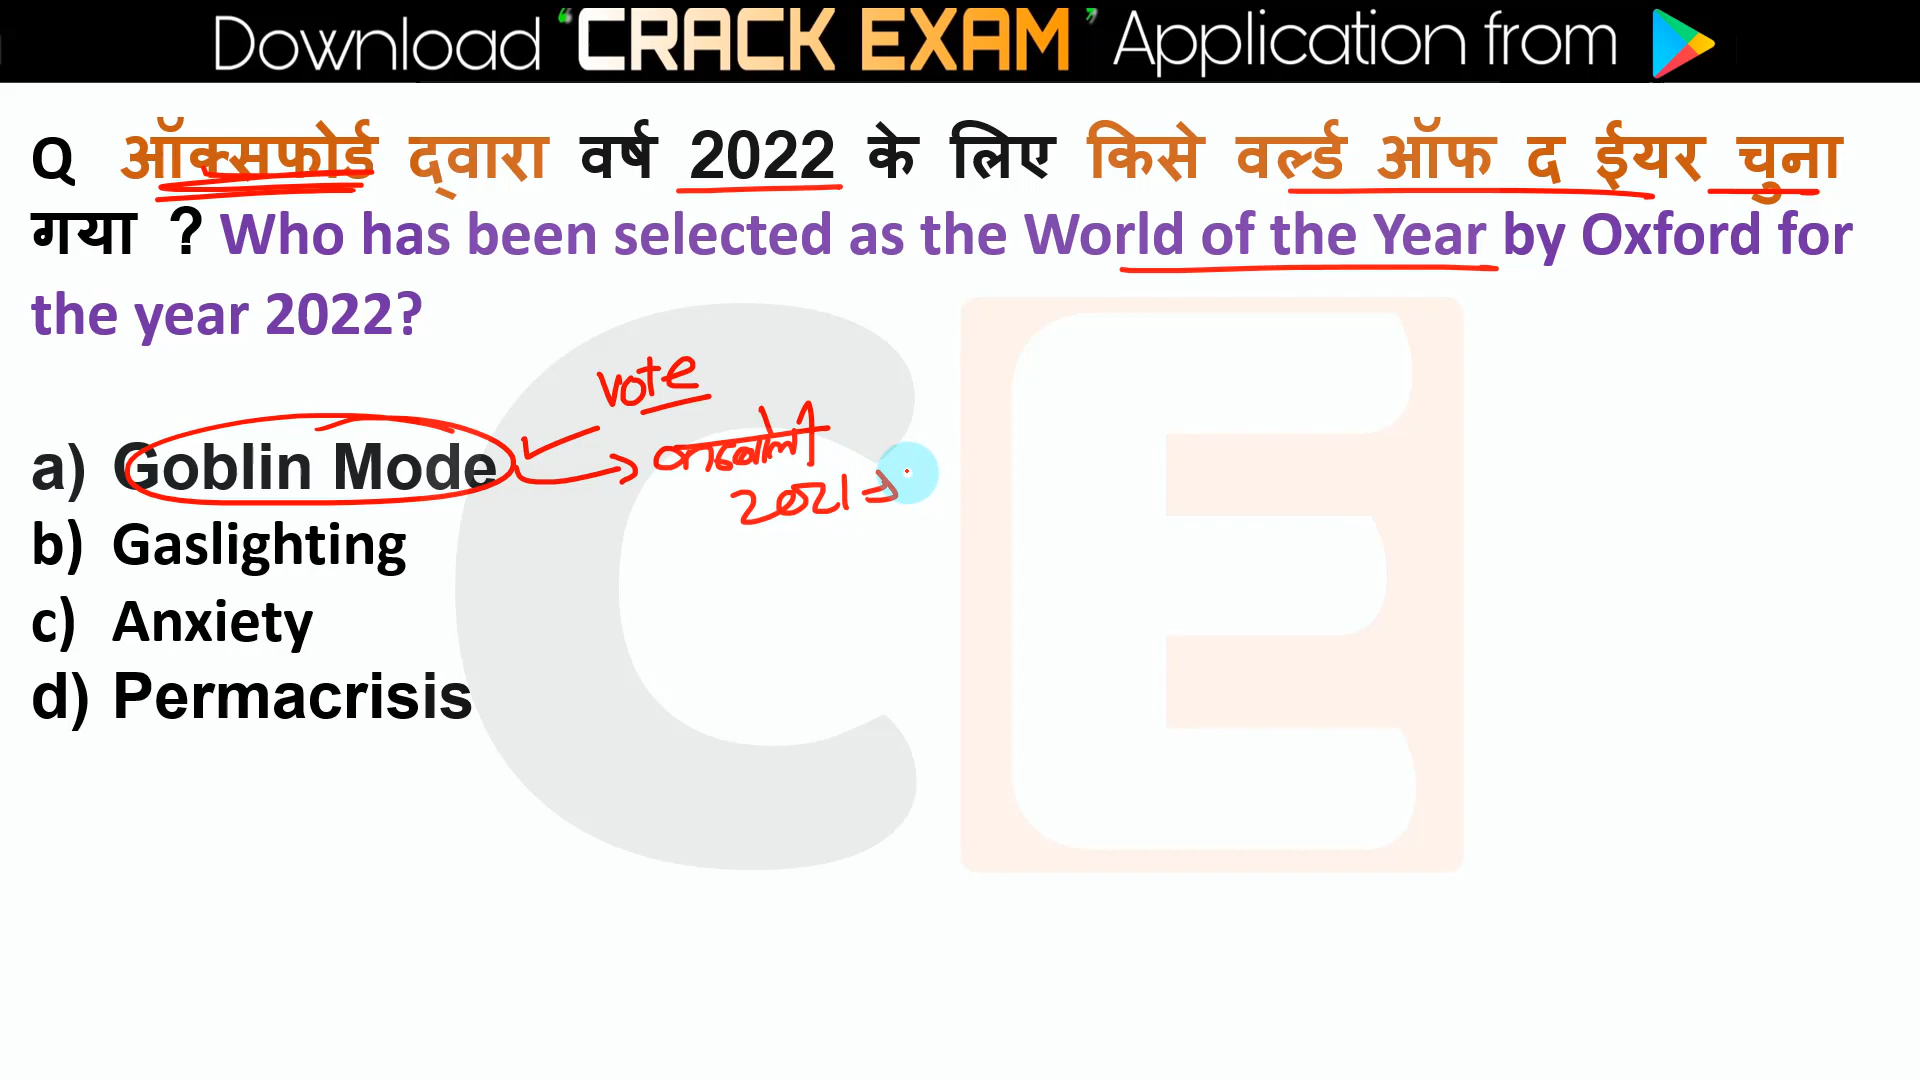 Download “CRACK EXAM” Application from
Q ऑक्सफोर्ड द्वारा वर्ष 2022 के लिए किसे वर्ल्ड ऑफ द ईयर चुना
गया ? Who has been selected as the World of the Year by Oxford for
the year 2022?
vote
a) Goblin Mode
2021⇒
b) Gaslighting
c) Anxiety
d) Permacrisis
CE